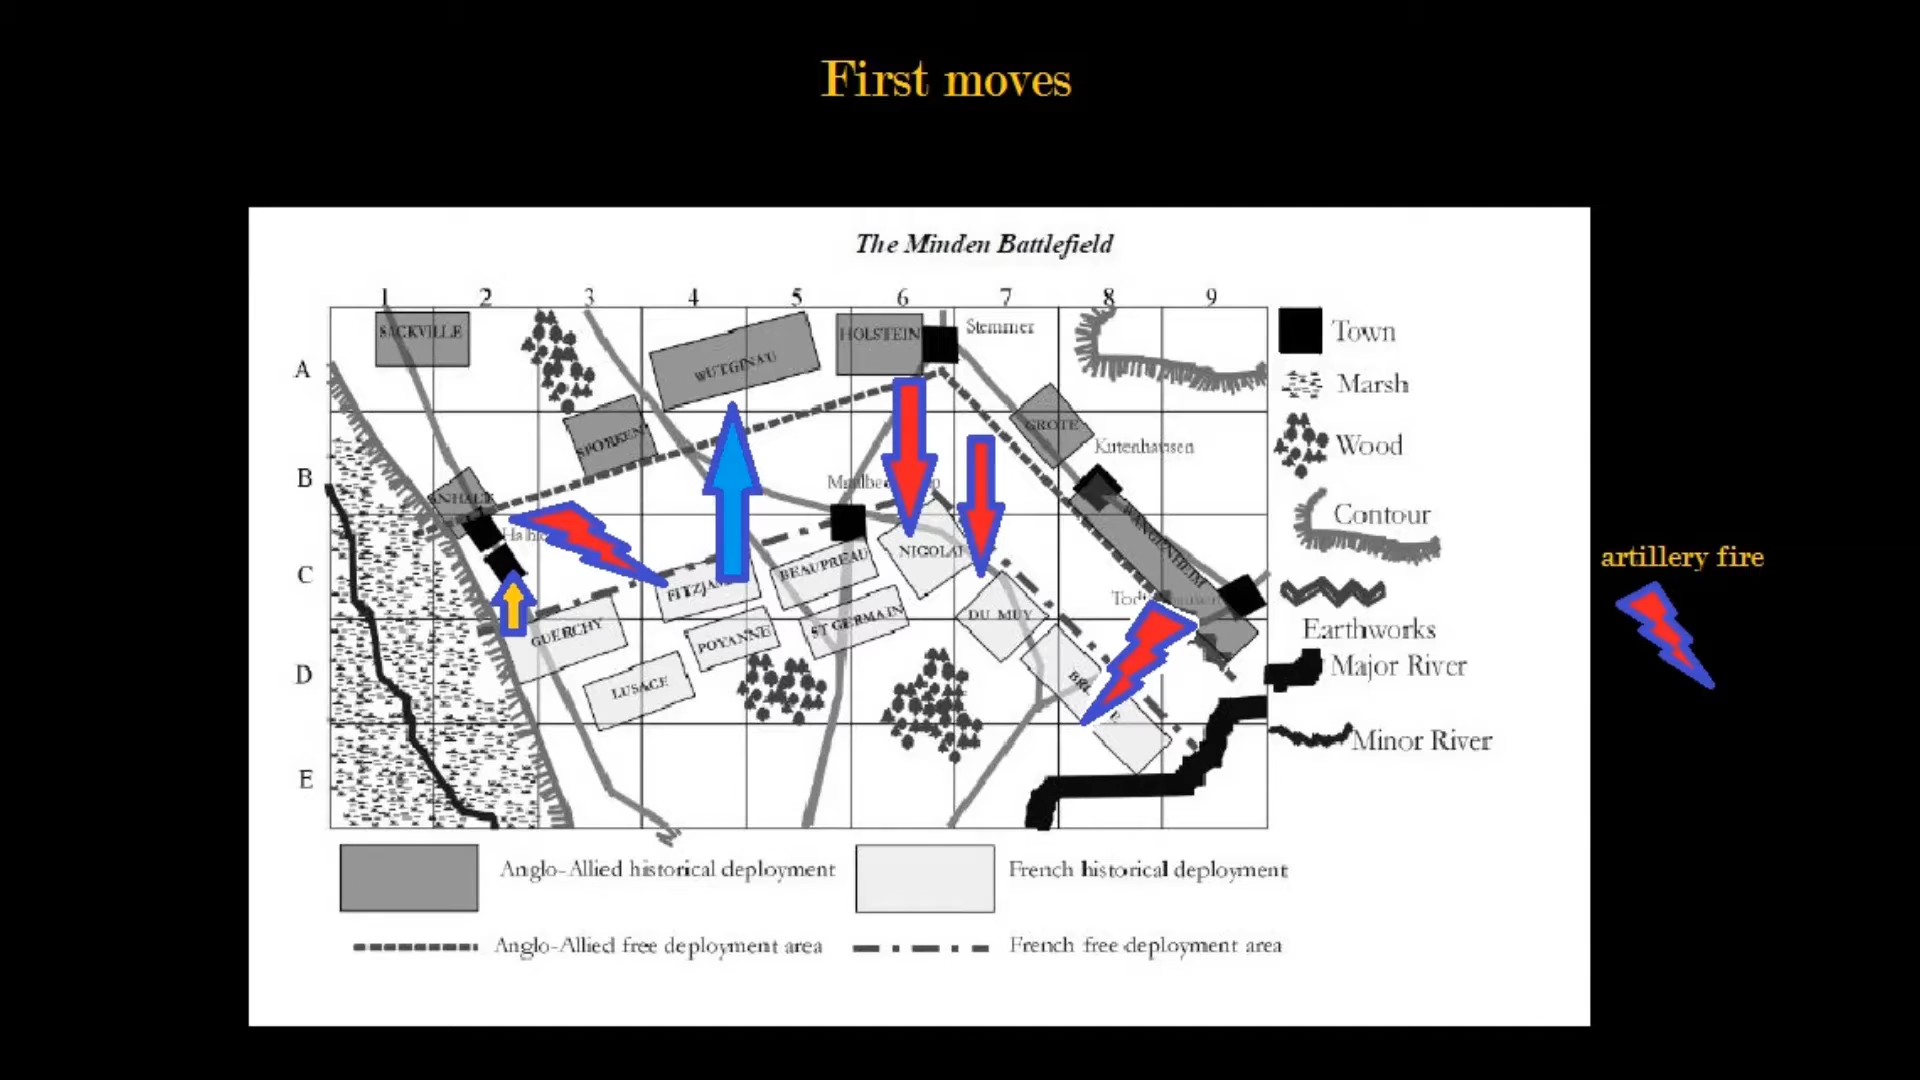 First moves
The Minden Battlefield
1 2 3 4 5 6 7 8 9
A
B
C
D
E
SACKVILLE
WUTGINAU
HOLSTEIN
Stemmer
SPORKEN
GROTE
Kutenhausen
ANHALT
WANGENHEIM
NIGOLAI
BEAUPREAU
GUERCHY
POYANNE
ST GERMAIN
DU MUY
LUSACE
Town
Marsh
Wood
Contour
Earthworks
Major River
Minor River
artillery fire
Anglo-Allied historical deployment
French historical deployment
Anglo-Allied free deployment area
French free deployment area